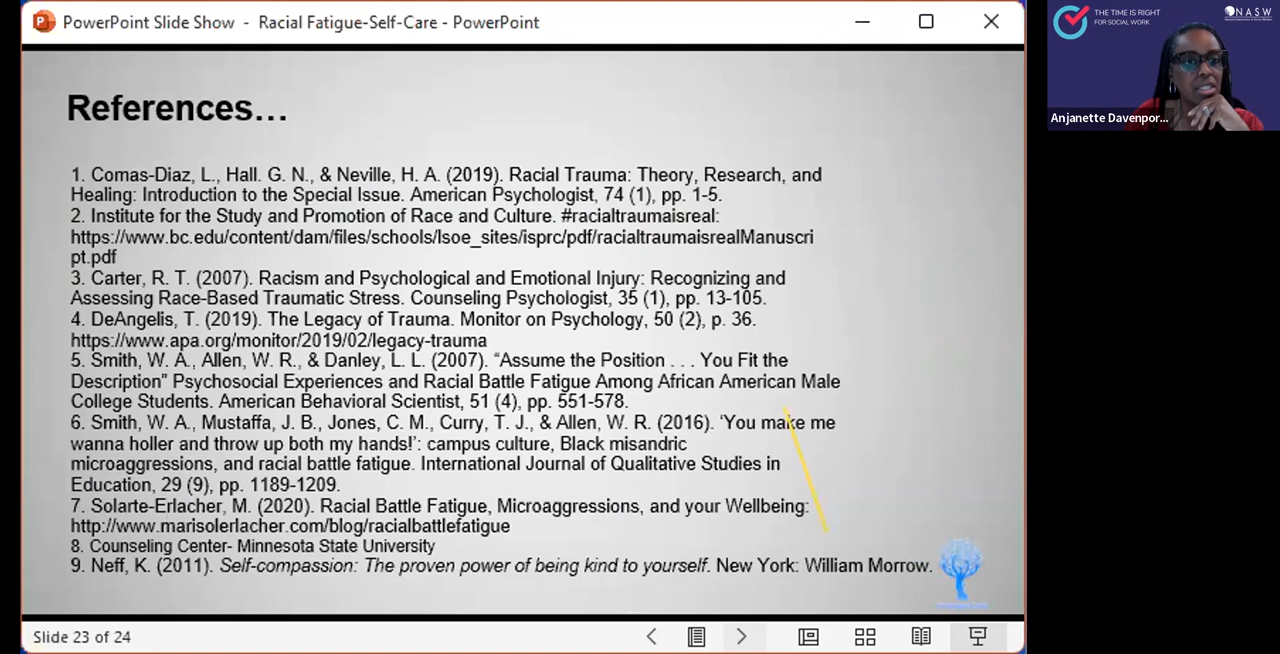 PowerPoint Slide Show - Racial Fatigue-Self-Care - PowerPoint
References…
1. Comas-Diaz, L., Hall. G. N., & Neville, H. A. (2019). Racial Trauma: Theory, Research, and
Healing: Introduction to the Special Issue. American Psychologist, 74 (1), pp. 1-5.
2. Institute for the Study and Promotion of Race and Culture. #racialtraumaisreal:
https://www.bc.edu/content/dam/files/schools/lsoe_sites/isprc/pdf/racialtraumaisrealManuscri
pt.pdf
3. Carter, R. T. (2007). Racism and Psychological and Emotional Injury: Recognizing and
Assessing Race-Based Traumatic Stress. Counseling Psychologist, 35 (1), pp. 13-105.
4. DeAngelis, T. (2019). The Legacy of Trauma. Monitor on Psychology, 50 (2), p. 36.
https://www.apa.org/monitor/2019/02/legacy-trauma
5. Smith, W. A., Allen, W. R., & Danley, L. L. (2007). “Assume the Position . . . You Fit the
Description” Psychosocial Experiences and Racial Battle Fatigue Among African American Male
College Students. American Behavioral Scientist, 51 (4), pp. 551-578.
6. Smith, W. A., Mustaffa, J. B., Jones, C. M., Curry, T. J., & Allen, W. R. (2016). ‘You make me
wanna holler and throw up both my hands!’: campus culture, Black misandric
microaggressions, and racial battle fatigue. International Journal of Qualitative Studies in
Education, 29 (9), pp. 1189-1209.
7. Solarte-Erlacher, M. (2020). Racial Battle Fatigue, Microaggressions, and your Wellbeing:
http://www.marisolerlacher.com/blog/racialbattlefatigue
8. Counseling Center- Minnesota State University
9. Neff, K. (2011). Self-compassion: The proven power of being kind to yourself. New York: William Morrow.
Slide 23 of 24
THE TIME IS RIGHT
FOR SOCIAL WORK
NASW
Anjanette Davenpor...